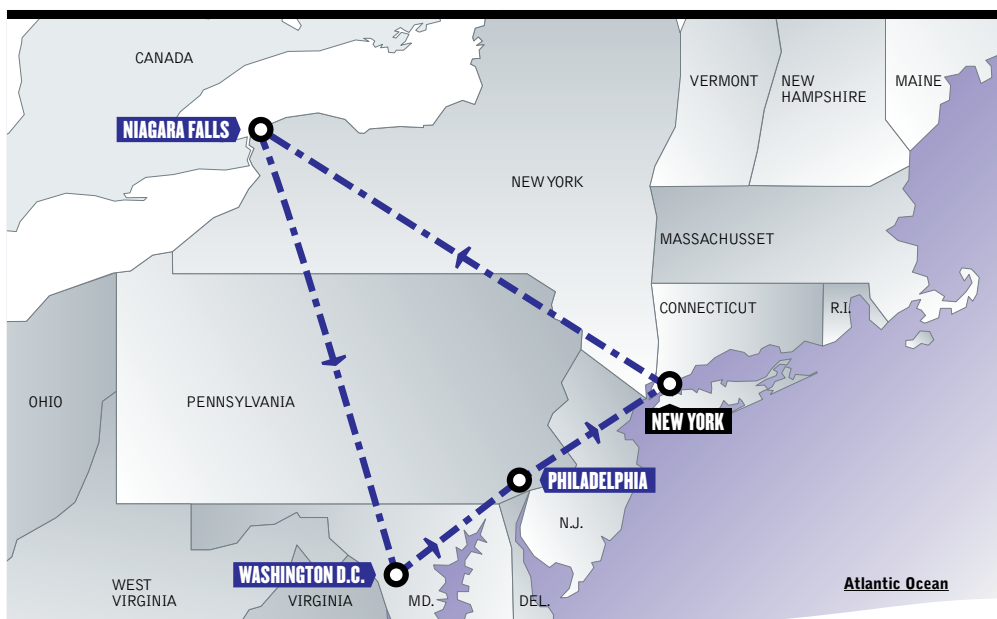 CANADA
VERMONT
NEW
HAMPSHIRE
MAINE
NIAGARA FALLS
NEW YORK
MASSACHUSSET
CONNECTICUT
R.I.
OHIO
PENNSYLVANIA
NEW YORK
PHILADELPHIA
N.J.
WASHINGTON D.C.
WEST
VIRGINIA
VIRGINIA
MD.
DEL.
Atlantic Ocean